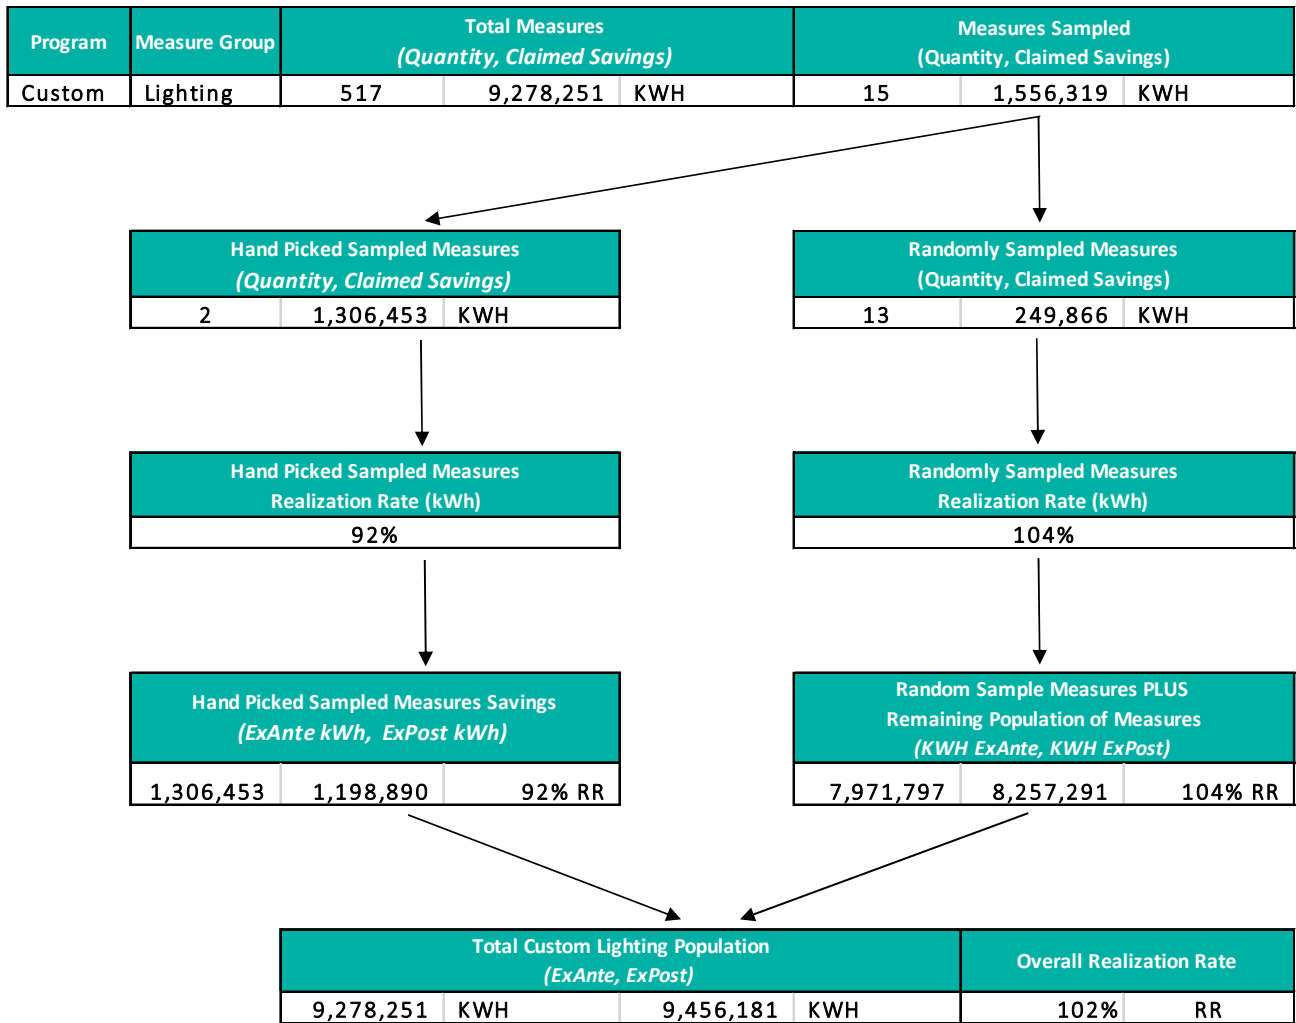 Program Measure Group Total Measures Measures Sampled
(Quantity, Claimed Savings) (Quantity, Claimed Savings)
Custom Lighting 517 9,278,251 KWH 15 1,556,319 KWH
Hand Picked Sampled Measures
(Quantity, Claimed Savings)
2 1,306,453 KWH
Randomly Sampled Measures
(Quantity, Claimed Savings)
13 249,866 KWH
Hand Picked Sampled Measures
Realization Rate (kWh)
92%
Randomly Sampled Measures
Realization Rate (kWh)
104%
Hand Picked Sampled Measures Savings
(ExAnte kWh, ExPost kWh)
1,306,453 1,198,890 92% RR
Random Sample Measures PLUS
Remaining Population of Measures
(KWH ExAnte, KWH ExPost)
7,971,797 8,257,291 104% RR
Total Custom Lighting Population
(ExAnte, ExPost)
Overall Realization Rate
9,278,251 KWH 9,456,181 KWH 102% RR